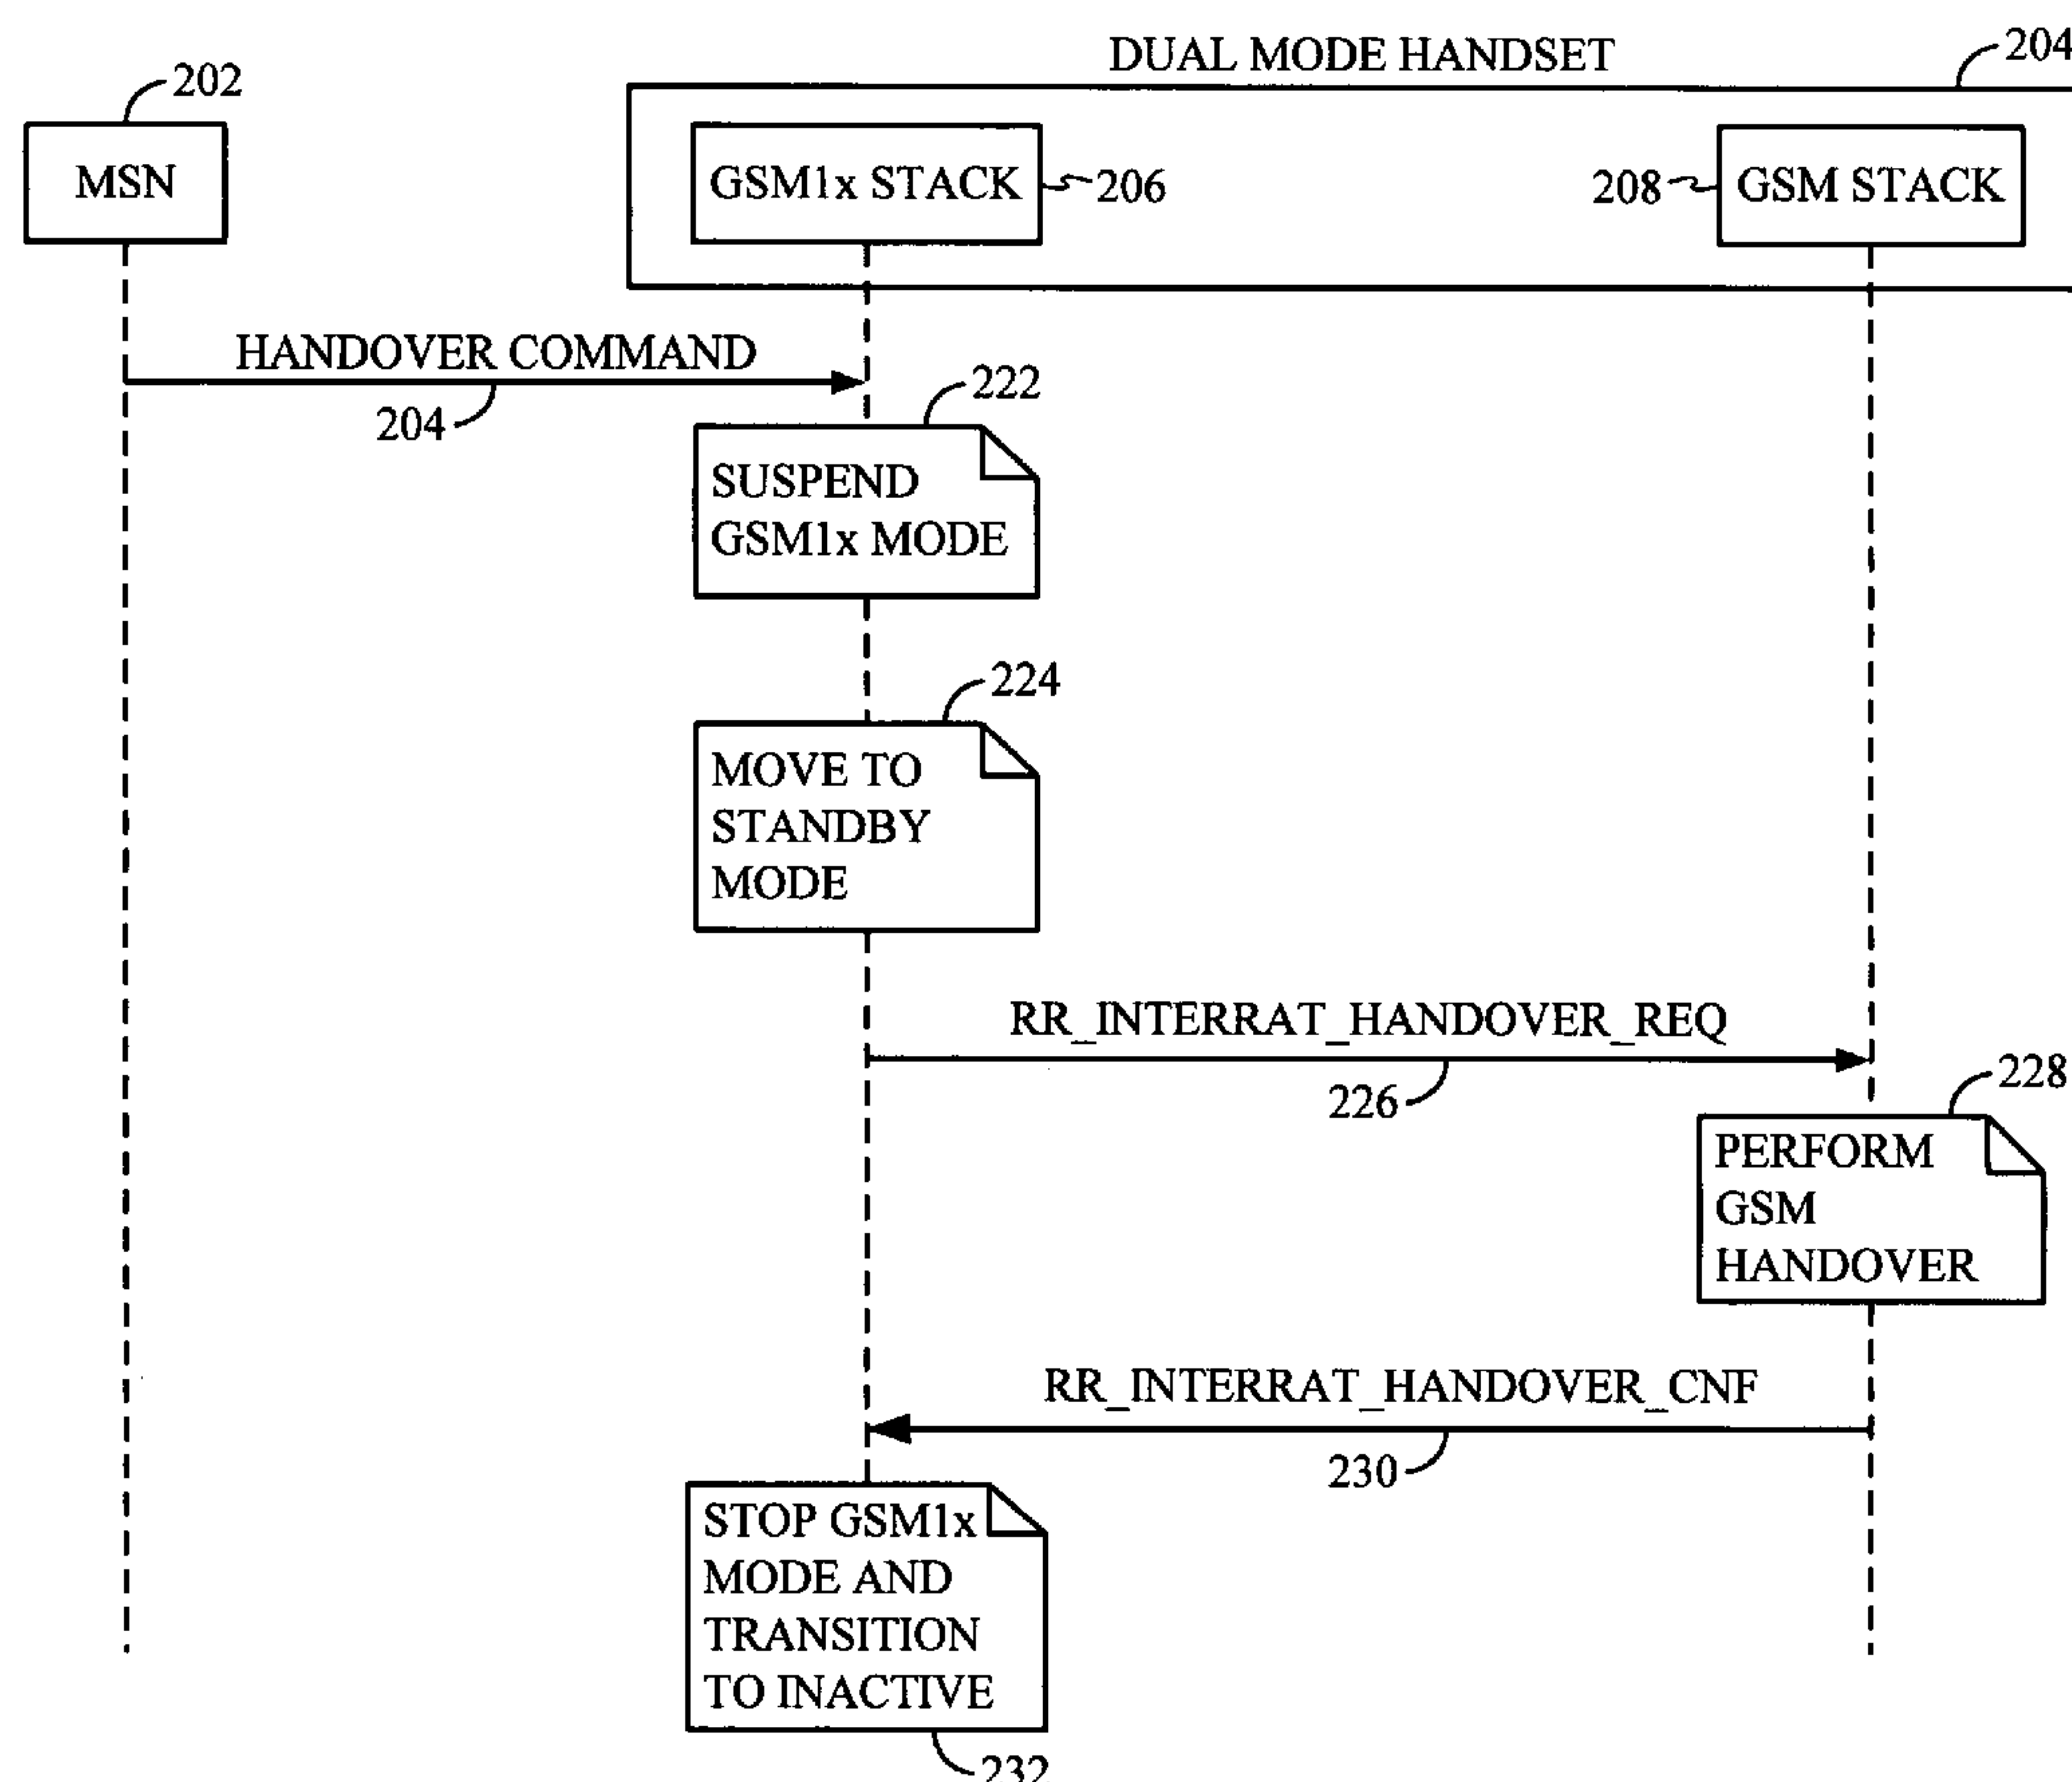 DUAL MODE HANDSET
204
202
MSN
GSM1x STACK
206
208
GSM STACK
HANDOVER COMMAND
204
222
SUSPEND
GSM1x MODE
224
MOVE TO
STANDBY
MODE
RR_INTERRAT_HANDOVER_REQ
226
228
PERFORM
GSM
HANDOVER
RR_INTERRAT_HANDOVER_CNF
230
STOP GSM1x
MODE AND
TRANSITION
TO INACTIVE
232